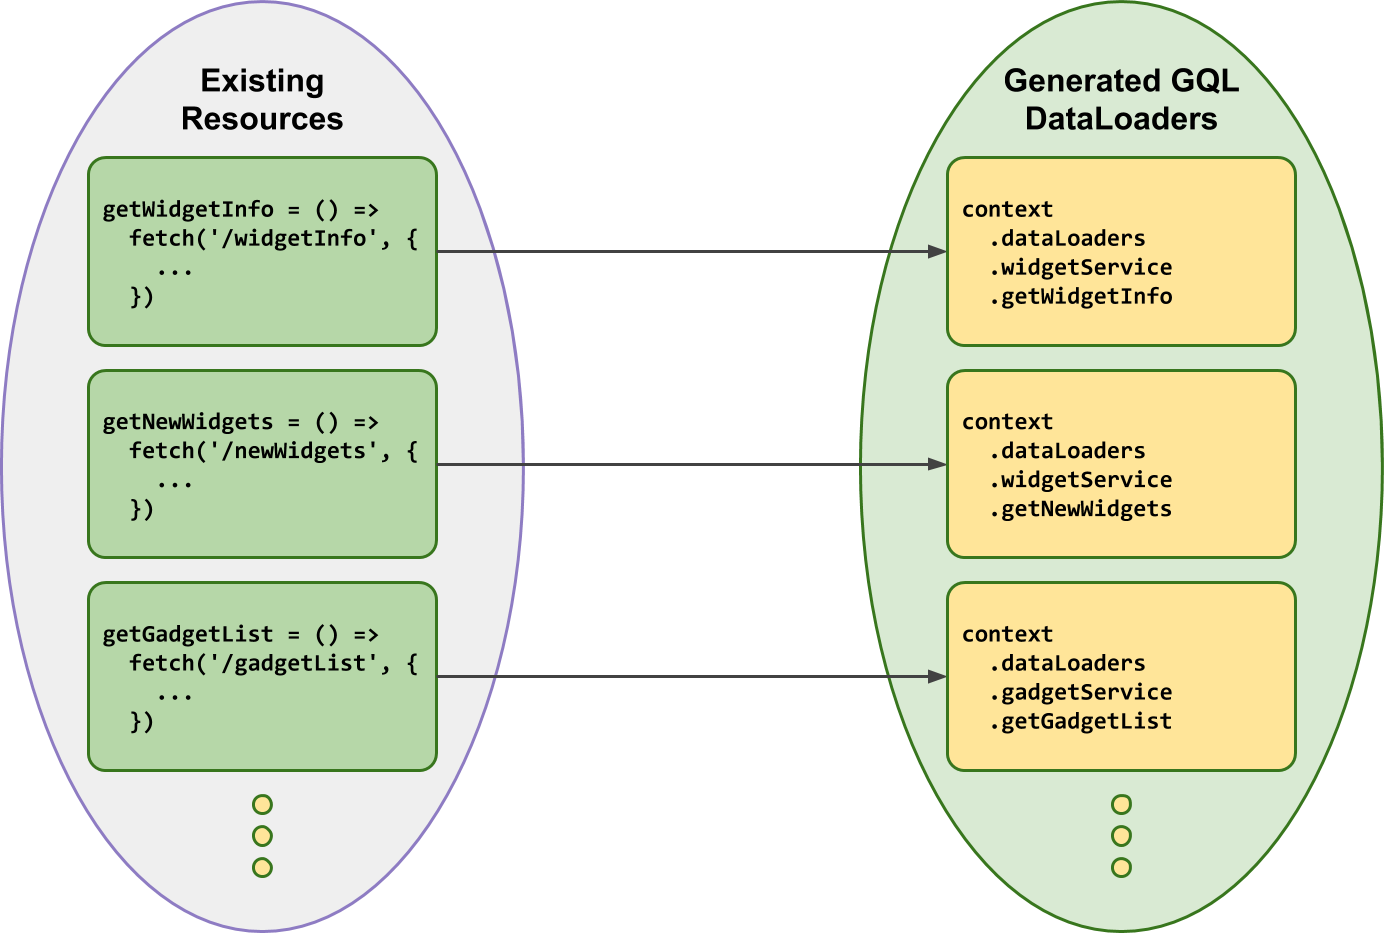 Existing
Resources
getWidgetInfo = () =>
  fetch('/widgetInfo', {
    ...
  })
getNewWidgets = () =>
  fetch('/newWidgets', {
    ...
  })
getGadgetList = () =>
  fetch('/gadgetList', {
    ...
  })
Generated GQL
DataLoaders
context
  .dataLoaders
  .widgetService
  .getWidgetInfo
context
  .dataLoaders
  .widgetService
  .getNewWidgets
context
  .dataLoaders
  .gadgetService
  .getGadgetList